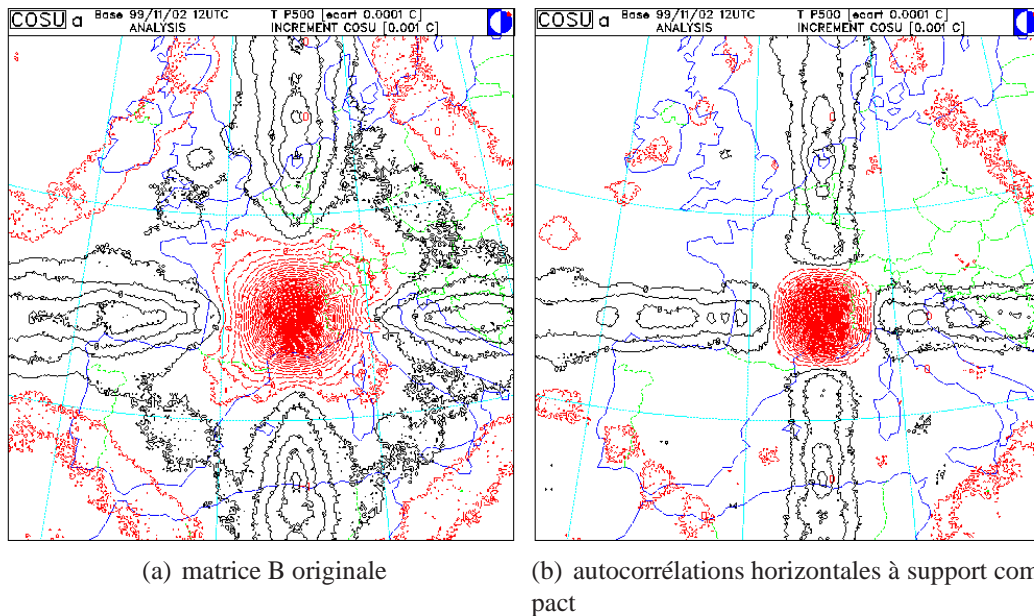 COSU a Base 99/11/02 12UTC T P500 [ecart 0.0001 C]
ANALYSIS INCREMENT COSU [0.001 C]
COSU a Base 99/11/02 12UTC T P500 [ecart 0.0001 C]
ANALYSIS INCREMENT COSU [0.001 C]
(a) matrice B originale
(b) autocorrélations horizontales à support com
pact